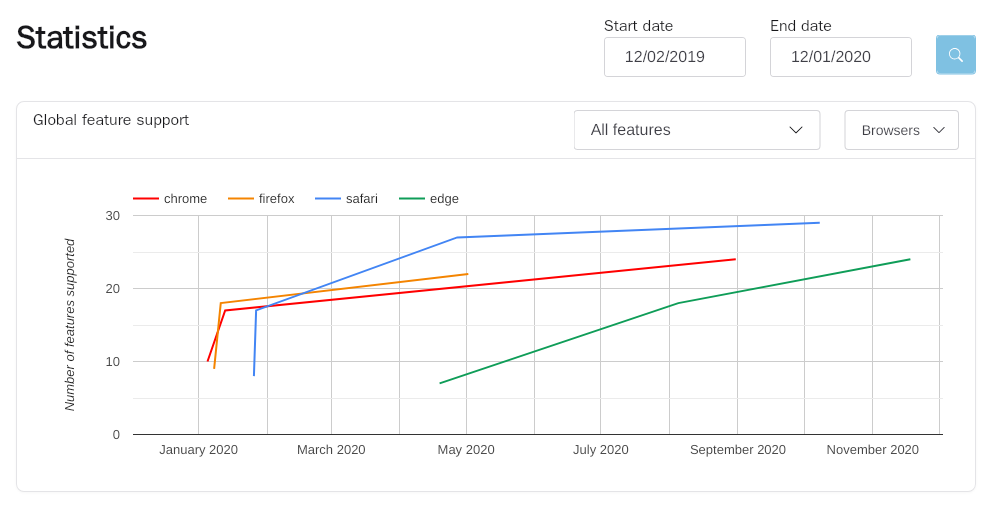 Statistics
Start date
End date
12/02/2019
12/01/2020
Global feature support
All features
Browsers
chrome
firefox
safari
edge
Number of features supported
30
20
10
0
January 2020
March 2020
May 2020
July 2020
September 2020
November 2020